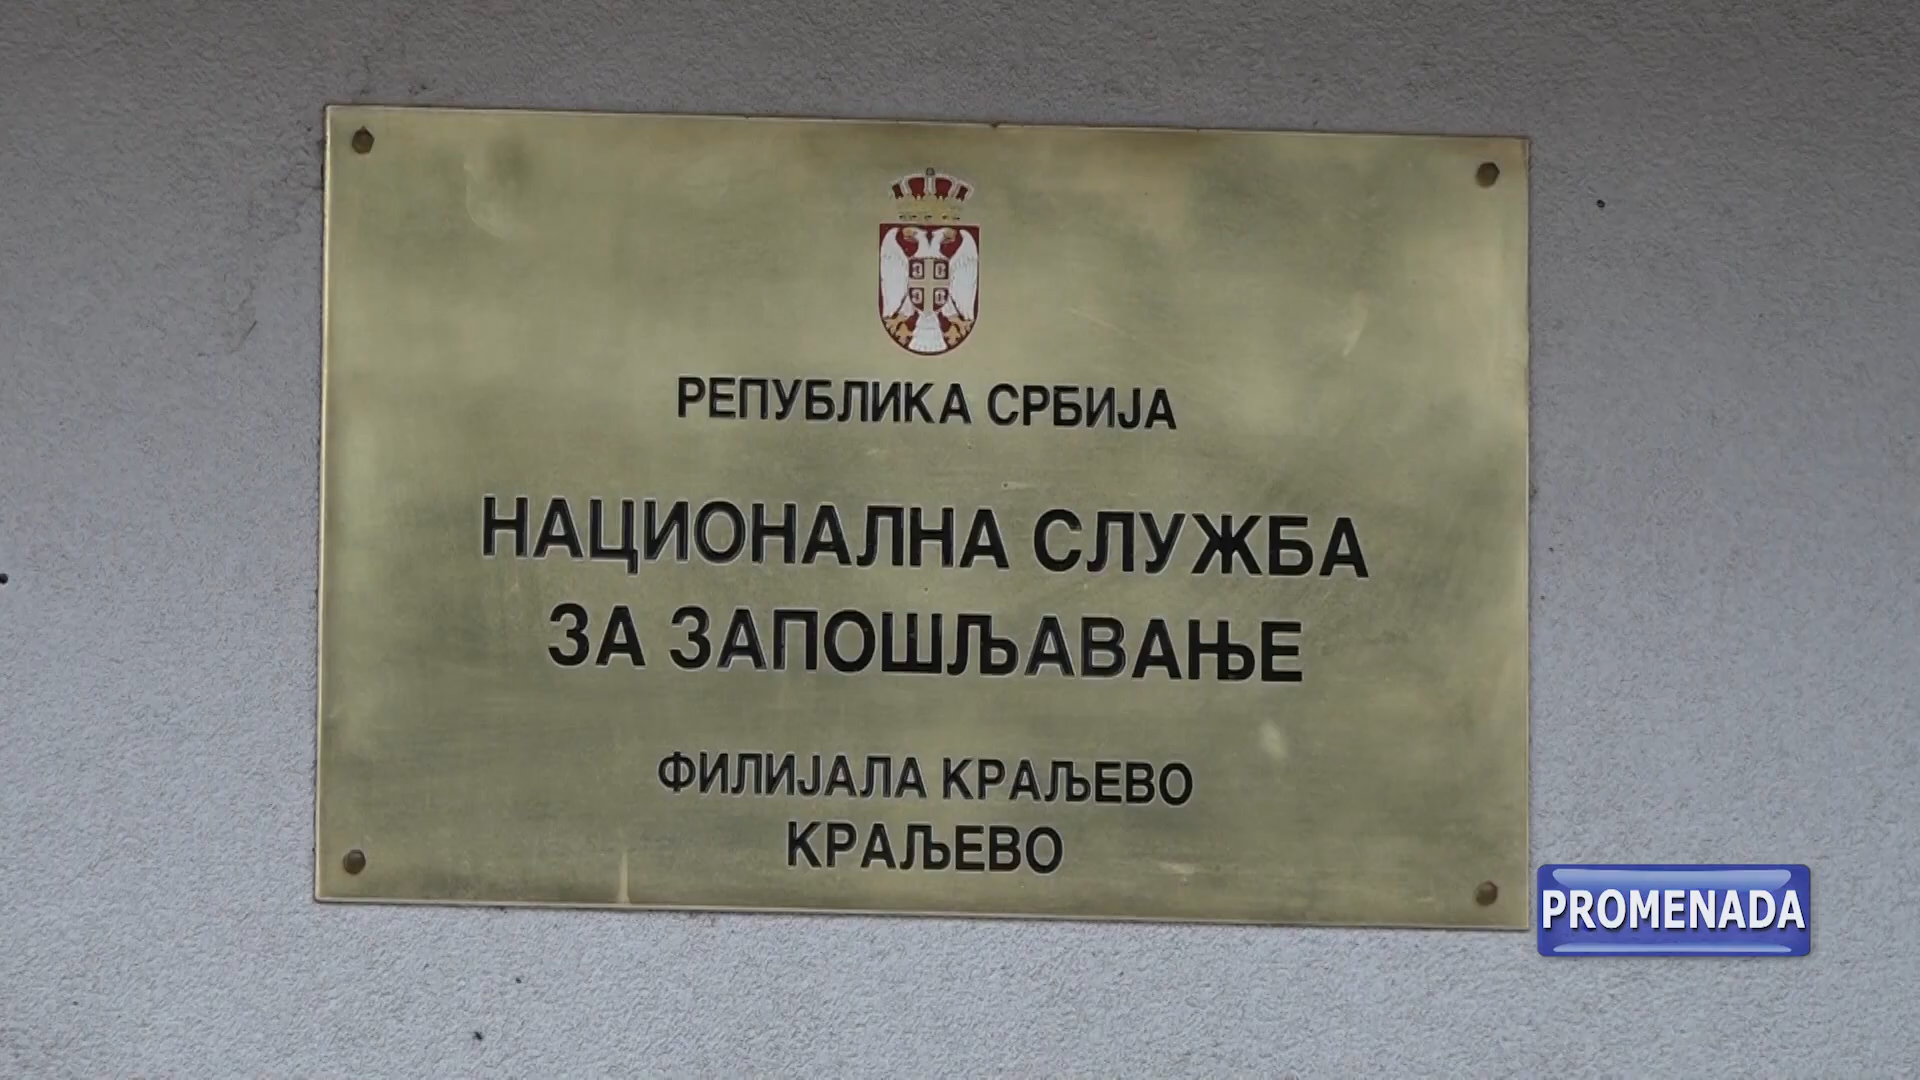 РЕПУБЛИКА СРБИЈА
НАЦИОНАЛНА СЛУЖБА
ЗА ЗАПОШЉАВАЊЕ
ФИЛИЈАЛА КРАЉЕВО
КРАЉЕВО
PROMENADA